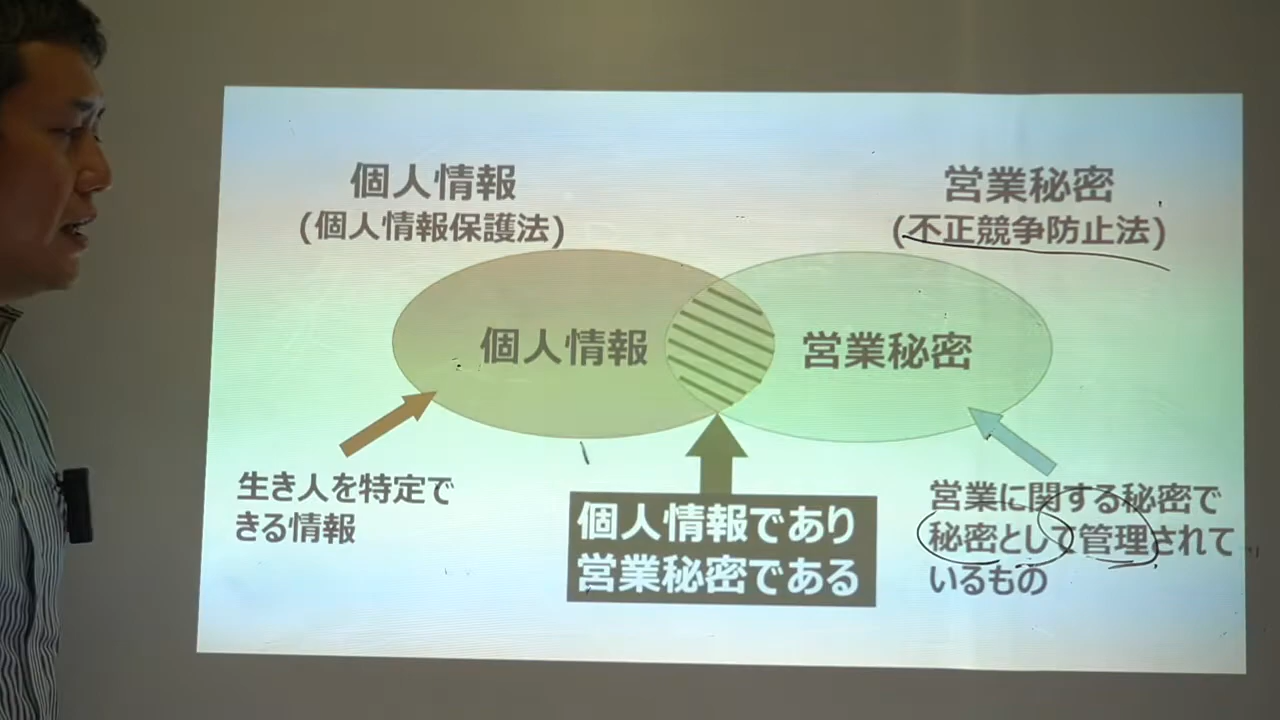 個人情報
(個人情報保護法)
営業秘密
(不正競争防止法)
個人情報
営業秘密
生き人を特定で
きる情報
個人情報であり
営業秘密である
営業に関する秘密で
秘密として管理されて
いるもの